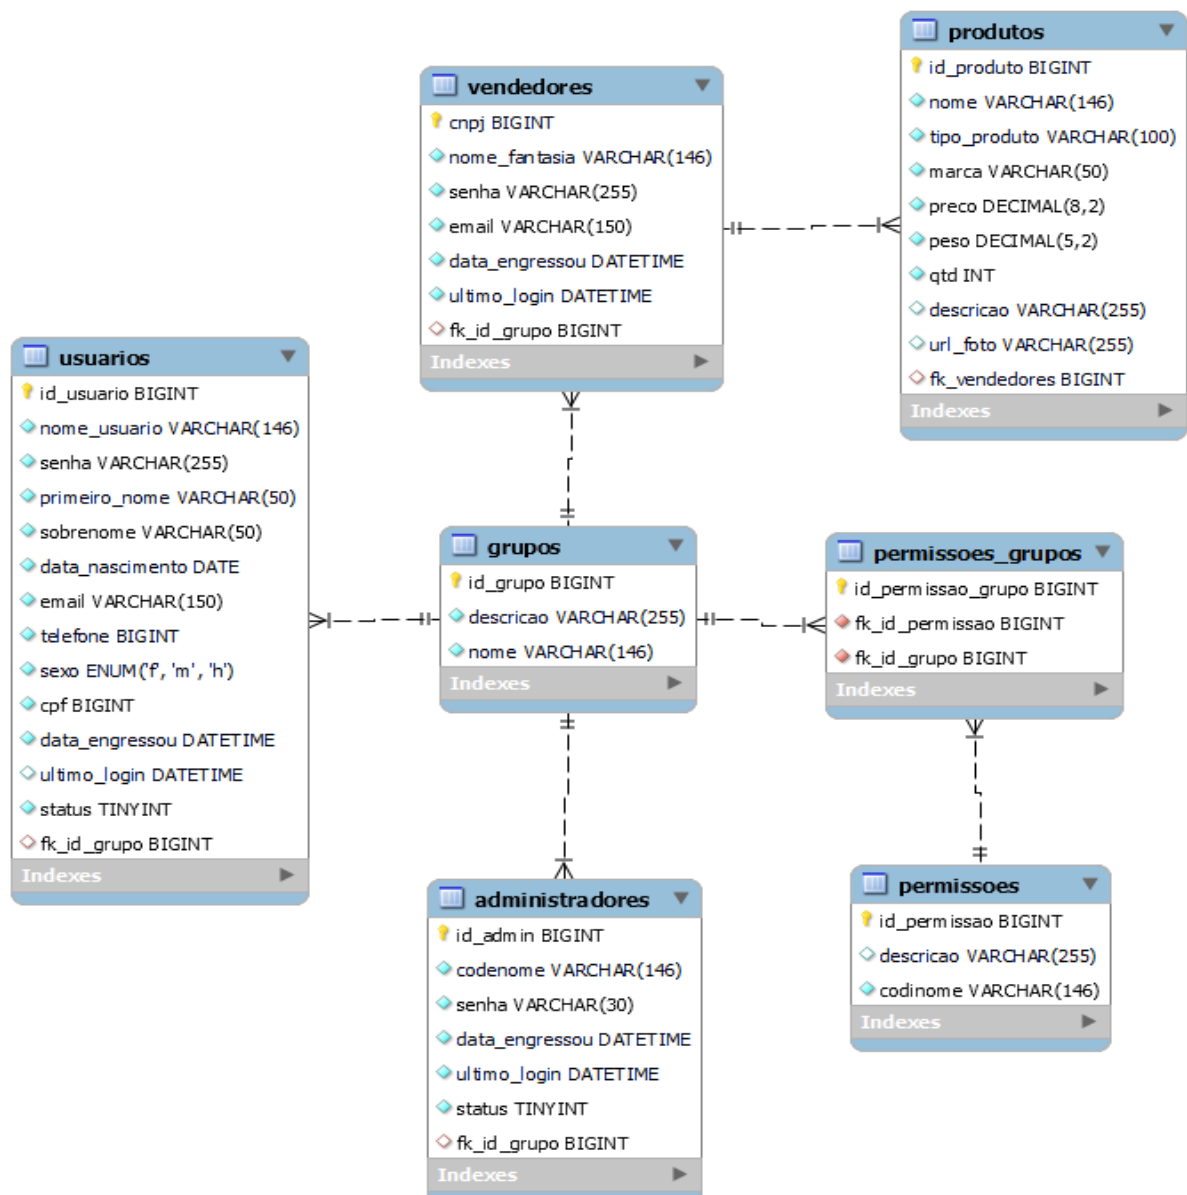 produtos
id_produto BIGINT
nome VARCHAR(146)
tipo_produto VARCHAR(100)
marca VARCHAR(50)
preco DECIMAL(8,2)
peso DECIMAL(5,2)
qtd INT
descricao VARCHAR(255)
url_foto VARCHAR(255)
fk_vendedores BIGINT
Indexes
vendedores
cnpj BIGINT
nome_fantasia VARCHAR(146)
senha VARCHAR(255)
email VARCHAR(150)
data_engressou DATETIME
ultimo_login DATETIME
fk_id_grupo BIGINT
Indexes
usuarios
id_usuario BIGINT
nome_usuario VARCHAR(146)
senha VARCHAR(255)
primeiro_nome VARCHAR(50)
sobrenome VARCHAR(50)
data_nascimento DATE
email VARCHAR(150)
telefone BIGINT
sexo ENUM('f', 'm', 'h')
cpf BIGINT
data_engressou DATETIME
ultimo_login DATETIME
status TINYINT
fk_id_grupo BIGINT
Indexes
grupos
id_grupo BIGINT
descricao VARCHAR(255)
nome VARCHAR(146)
Indexes
permissoes_grupos
id_permissao_grupo BIGINT
fk_id_permissao BIGINT
fk_id_grupo BIGINT
Indexes
administradores
id_admin BIGINT
codenome VARCHAR(146)
senha VARCHAR(30)
data_engressou DATETIME
ultimo_login DATETIME
status TINYINT
fk_id_grupo BIGINT
Indexes
permissoes
id_permissao BIGINT
descricao VARCHAR(255)
codinome VARCHAR(146)
Indexes